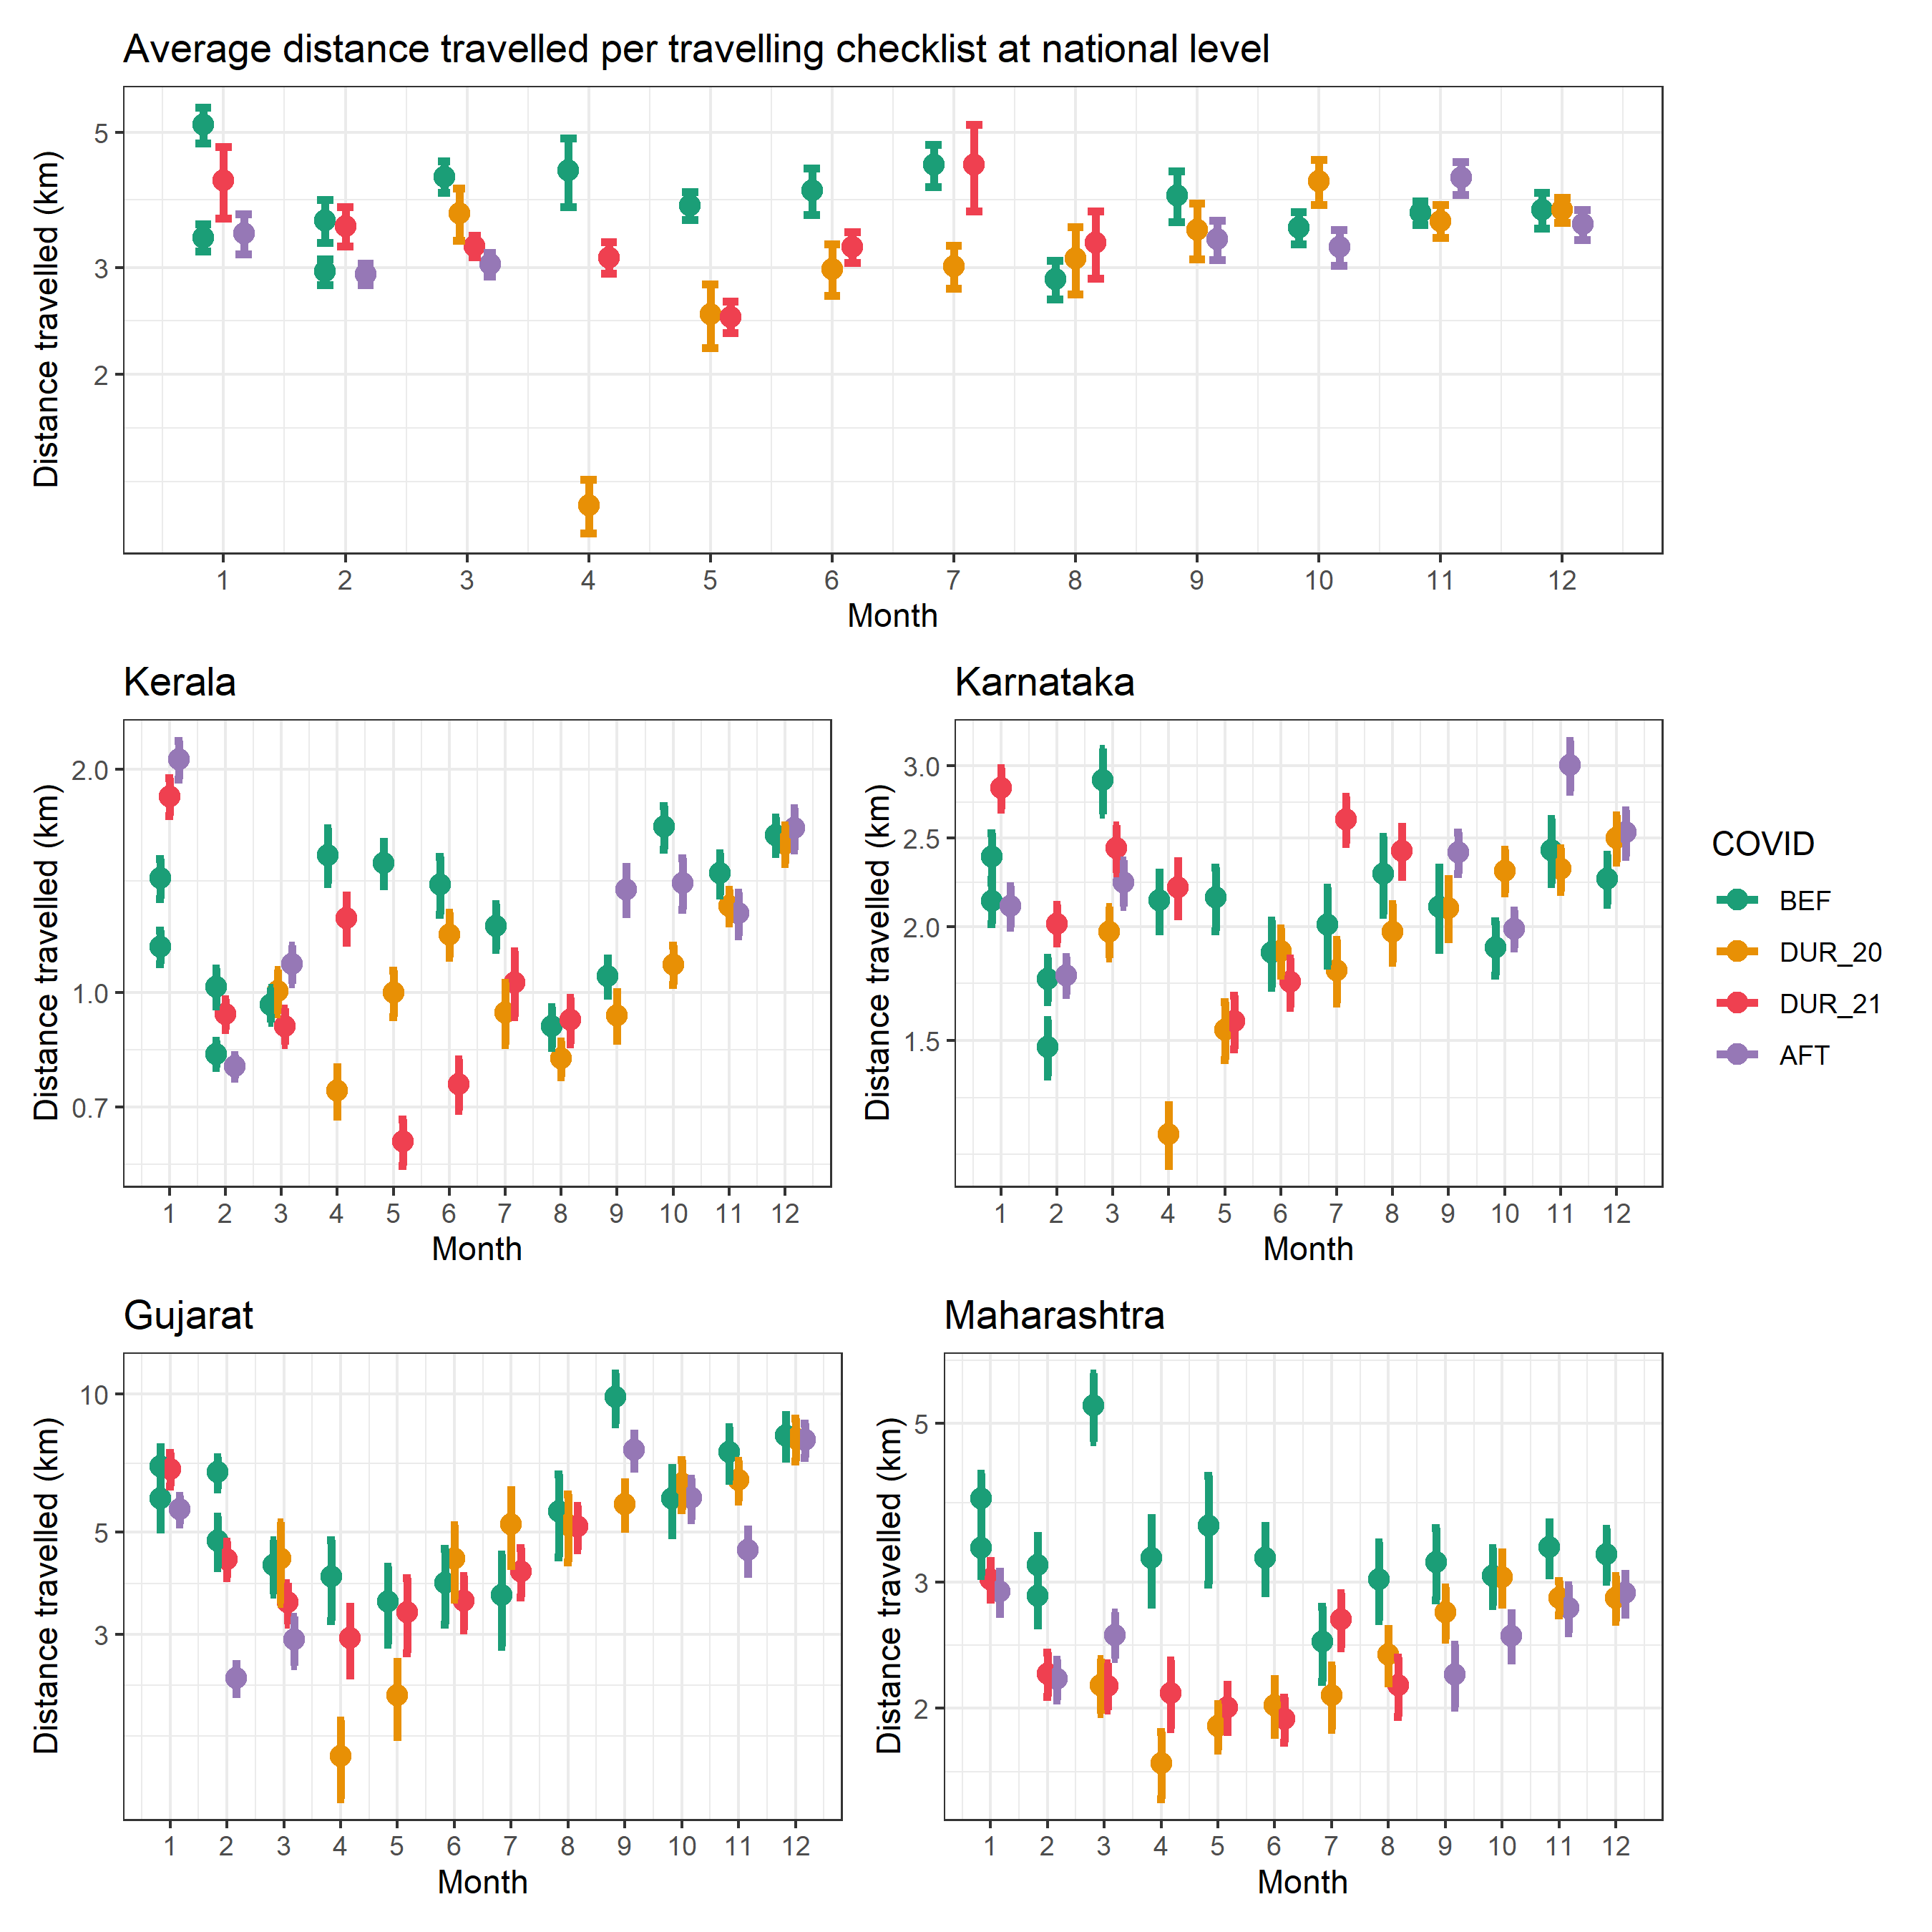 Average distance travelled per travelling checklist at national level
Distance travelled (km)
5
3
2
1 2 3 4 5 6 7 8 9 10 11 12
Month
Kerala
Distance travelled (km)
2.0
1.0
0.7
1 2 3 4 5 6 7 8 9 10 11 12
Month
Karnataka
Distance travelled (km)
3.0
2.5
2.0
1.5
1 2 3 4 5 6 7 8 9 10 11 12
Month
COVID
BEF
DUR_20
DUR_21
AFT
Gujarat
Distance travelled (km)
10
5
3
1 2 3 4 5 6 7 8 9 10 11 12
Month
Maharashtra
Distance travelled (km)
5
3
2
1 2 3 4 5 6 7 8 9 10 11 12
Month